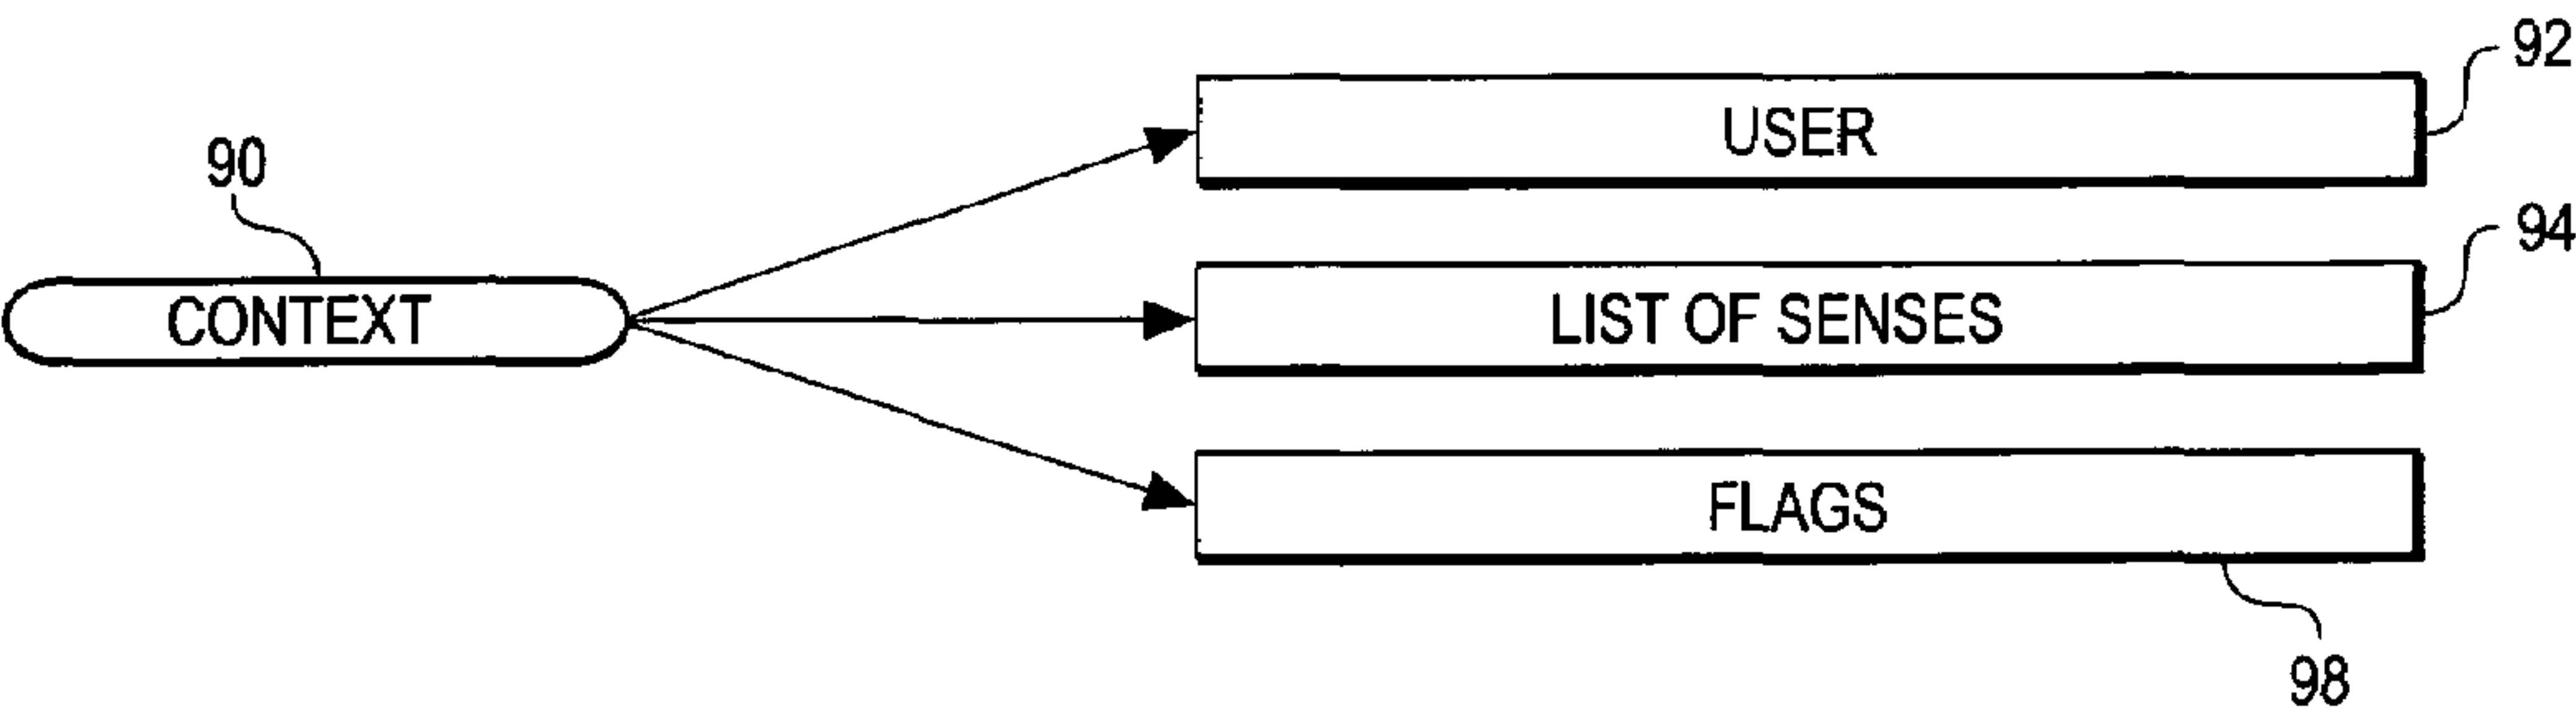 92
USER
90
94
CONTEXT
LIST OF SENSES
FLAGS
98